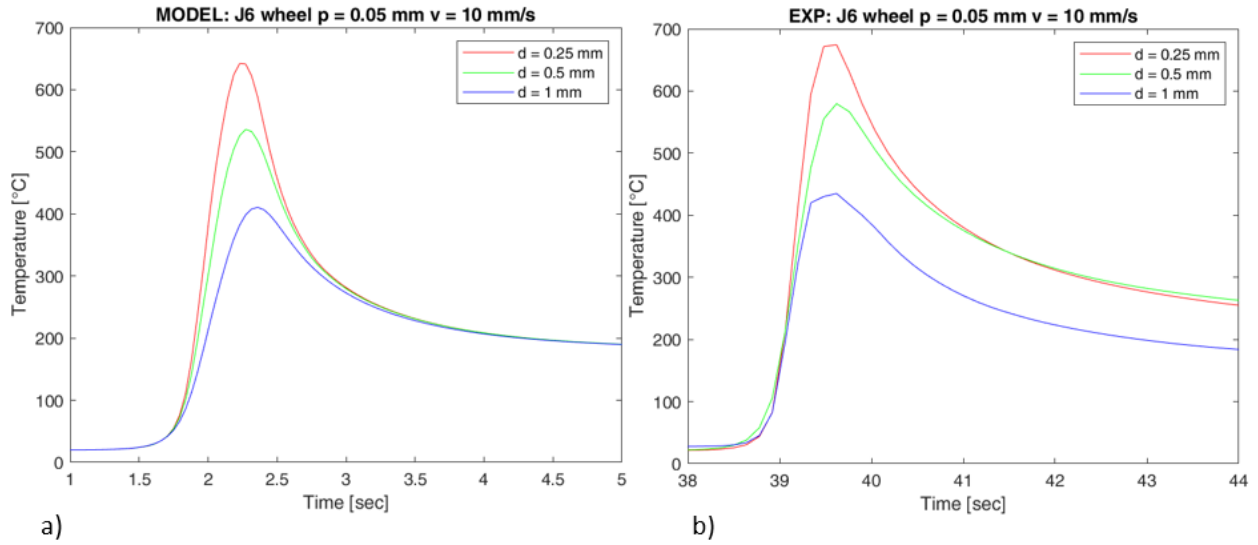 MODEL: J6 wheel p = 0.05 mm v = 10 mm/s
700
600
500
400
300
200
100
0
Temperature [°C]
d = 0.25 mm
d = 0.5 mm
d = 1 mm
1 1.5 2 2.5 3 3.5 4 4.5 5
Time [sec]
a)
EXP: J6 wheel p = 0.05 mm v = 10 mm/s
700
600
500
400
300
200
100
0
Temperature [°C]
d = 0.25 mm
d = 0.5 mm
d = 1 mm
38 39 40 41 42 43 44
Time [sec]
b)